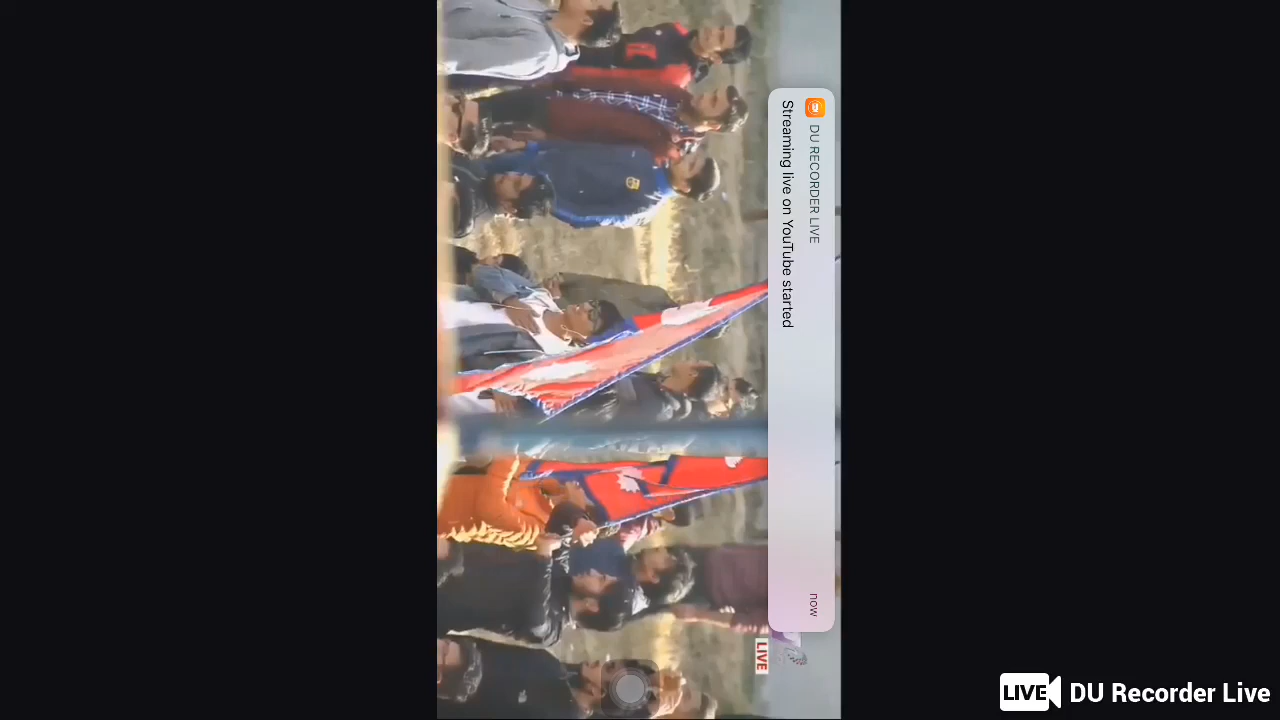 DU RECORDER LIVE
now
Streaming live on YouTube started
LIVE
LIVE
DU Recorder Live